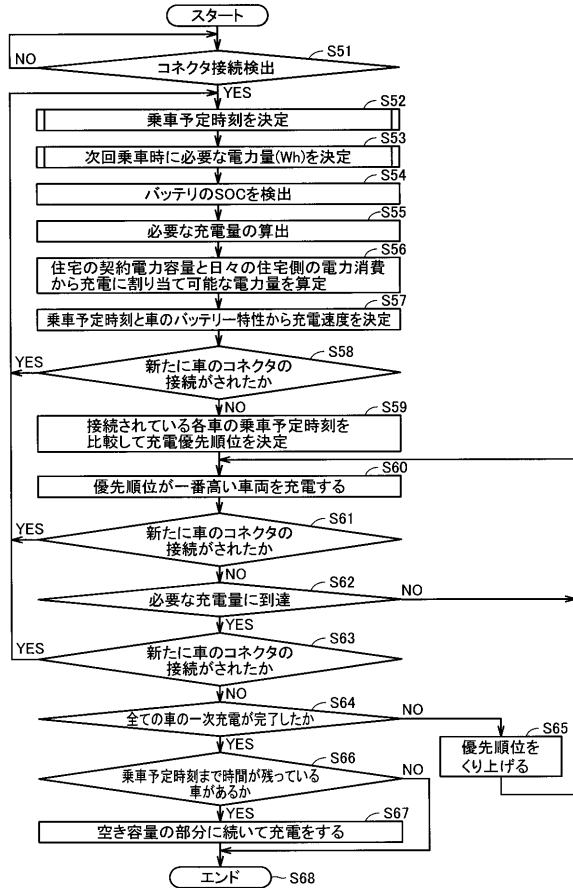 スタート
S51
NO
コネクタ接続検出
YES
S52
乗車予定時刻を決定
S53
次回乗車時に必要な電力量(Wh)を決定
S54
バッテリのSOCを検出
S55
必要な充電量の算出
S56
住宅の契約電力容量と日々の住宅側の電力消費
から充電に割り当て可能な電力量を算定
S57
乗車予定時刻と車のバッテリー特性から充電速度を決定
S58
YES
新たに車のコネクタの
接続がされたか
NO
S59
接続されている各車の乗車予定時刻を
比較して充電優先順位を決定
S60
優先順位が一番高い車両を充電する
S61
YES
新たに車のコネクタの
接続がされたか
NO
S62
必要な充電量に到達
NO
YES
S63
YES
新たに車のコネクタの
接続がされたか
NO
S64
全ての車の一次充電が完了したか
NO
YES
S65
優先順位を
くり上げる
S66
乗車予定時刻まで時間が残っている
車があるか
NO
YES
S67
空き容量の部分に続いて充電をする
エンド
S68